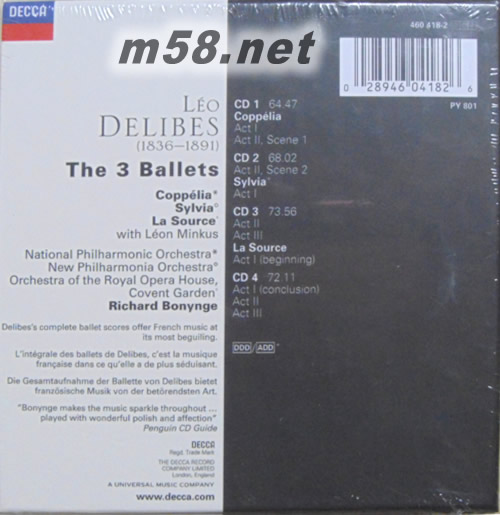 DECCA
m58.net
LÉO
DELIBES
(1836–1891)
The 3 Ballets
Coppélia*
Sylvia°
La Source
with Léon Minkus
National Philharmonic Orchestra*
New Philharmonia Orchestra°
Orchestra of the Royal Opera House,
Covent Garden
Richard Bonynge
Delibes's complete ballet scores offer French music at
its most beguiling.
L'intégrale des ballets de Delibes, c'est la musique
française dans ce qu'elle a de plus séduisant.
Die Gesamtaufnahme der Ballette von Delibes bietet
französische Musik von der betörendsten Art.
"Bonynge makes the music sparkle throughout ...
played with wonderful polish and affection"
Penguin CD Guide
DECCA
Regd. Trade Mark
THE DECCA RECORD
COMPANY LIMITED
London, England
A UNIVERSAL MUSIC COMPANY
www.decca.com
460 418-2
0 28946 04182 6
PY 801
CD 1 64.47
Coppélia
Act I
Act II, Scene 1
CD 2 68.02
Act II, Scene 2
Sylvia°
Act I
CD 3 73.56
Act II
Act III
La Source
Act I (beginning)
CD 4 72.11
Act I (conclusion)
Act II
Act III
DDD/ADD°